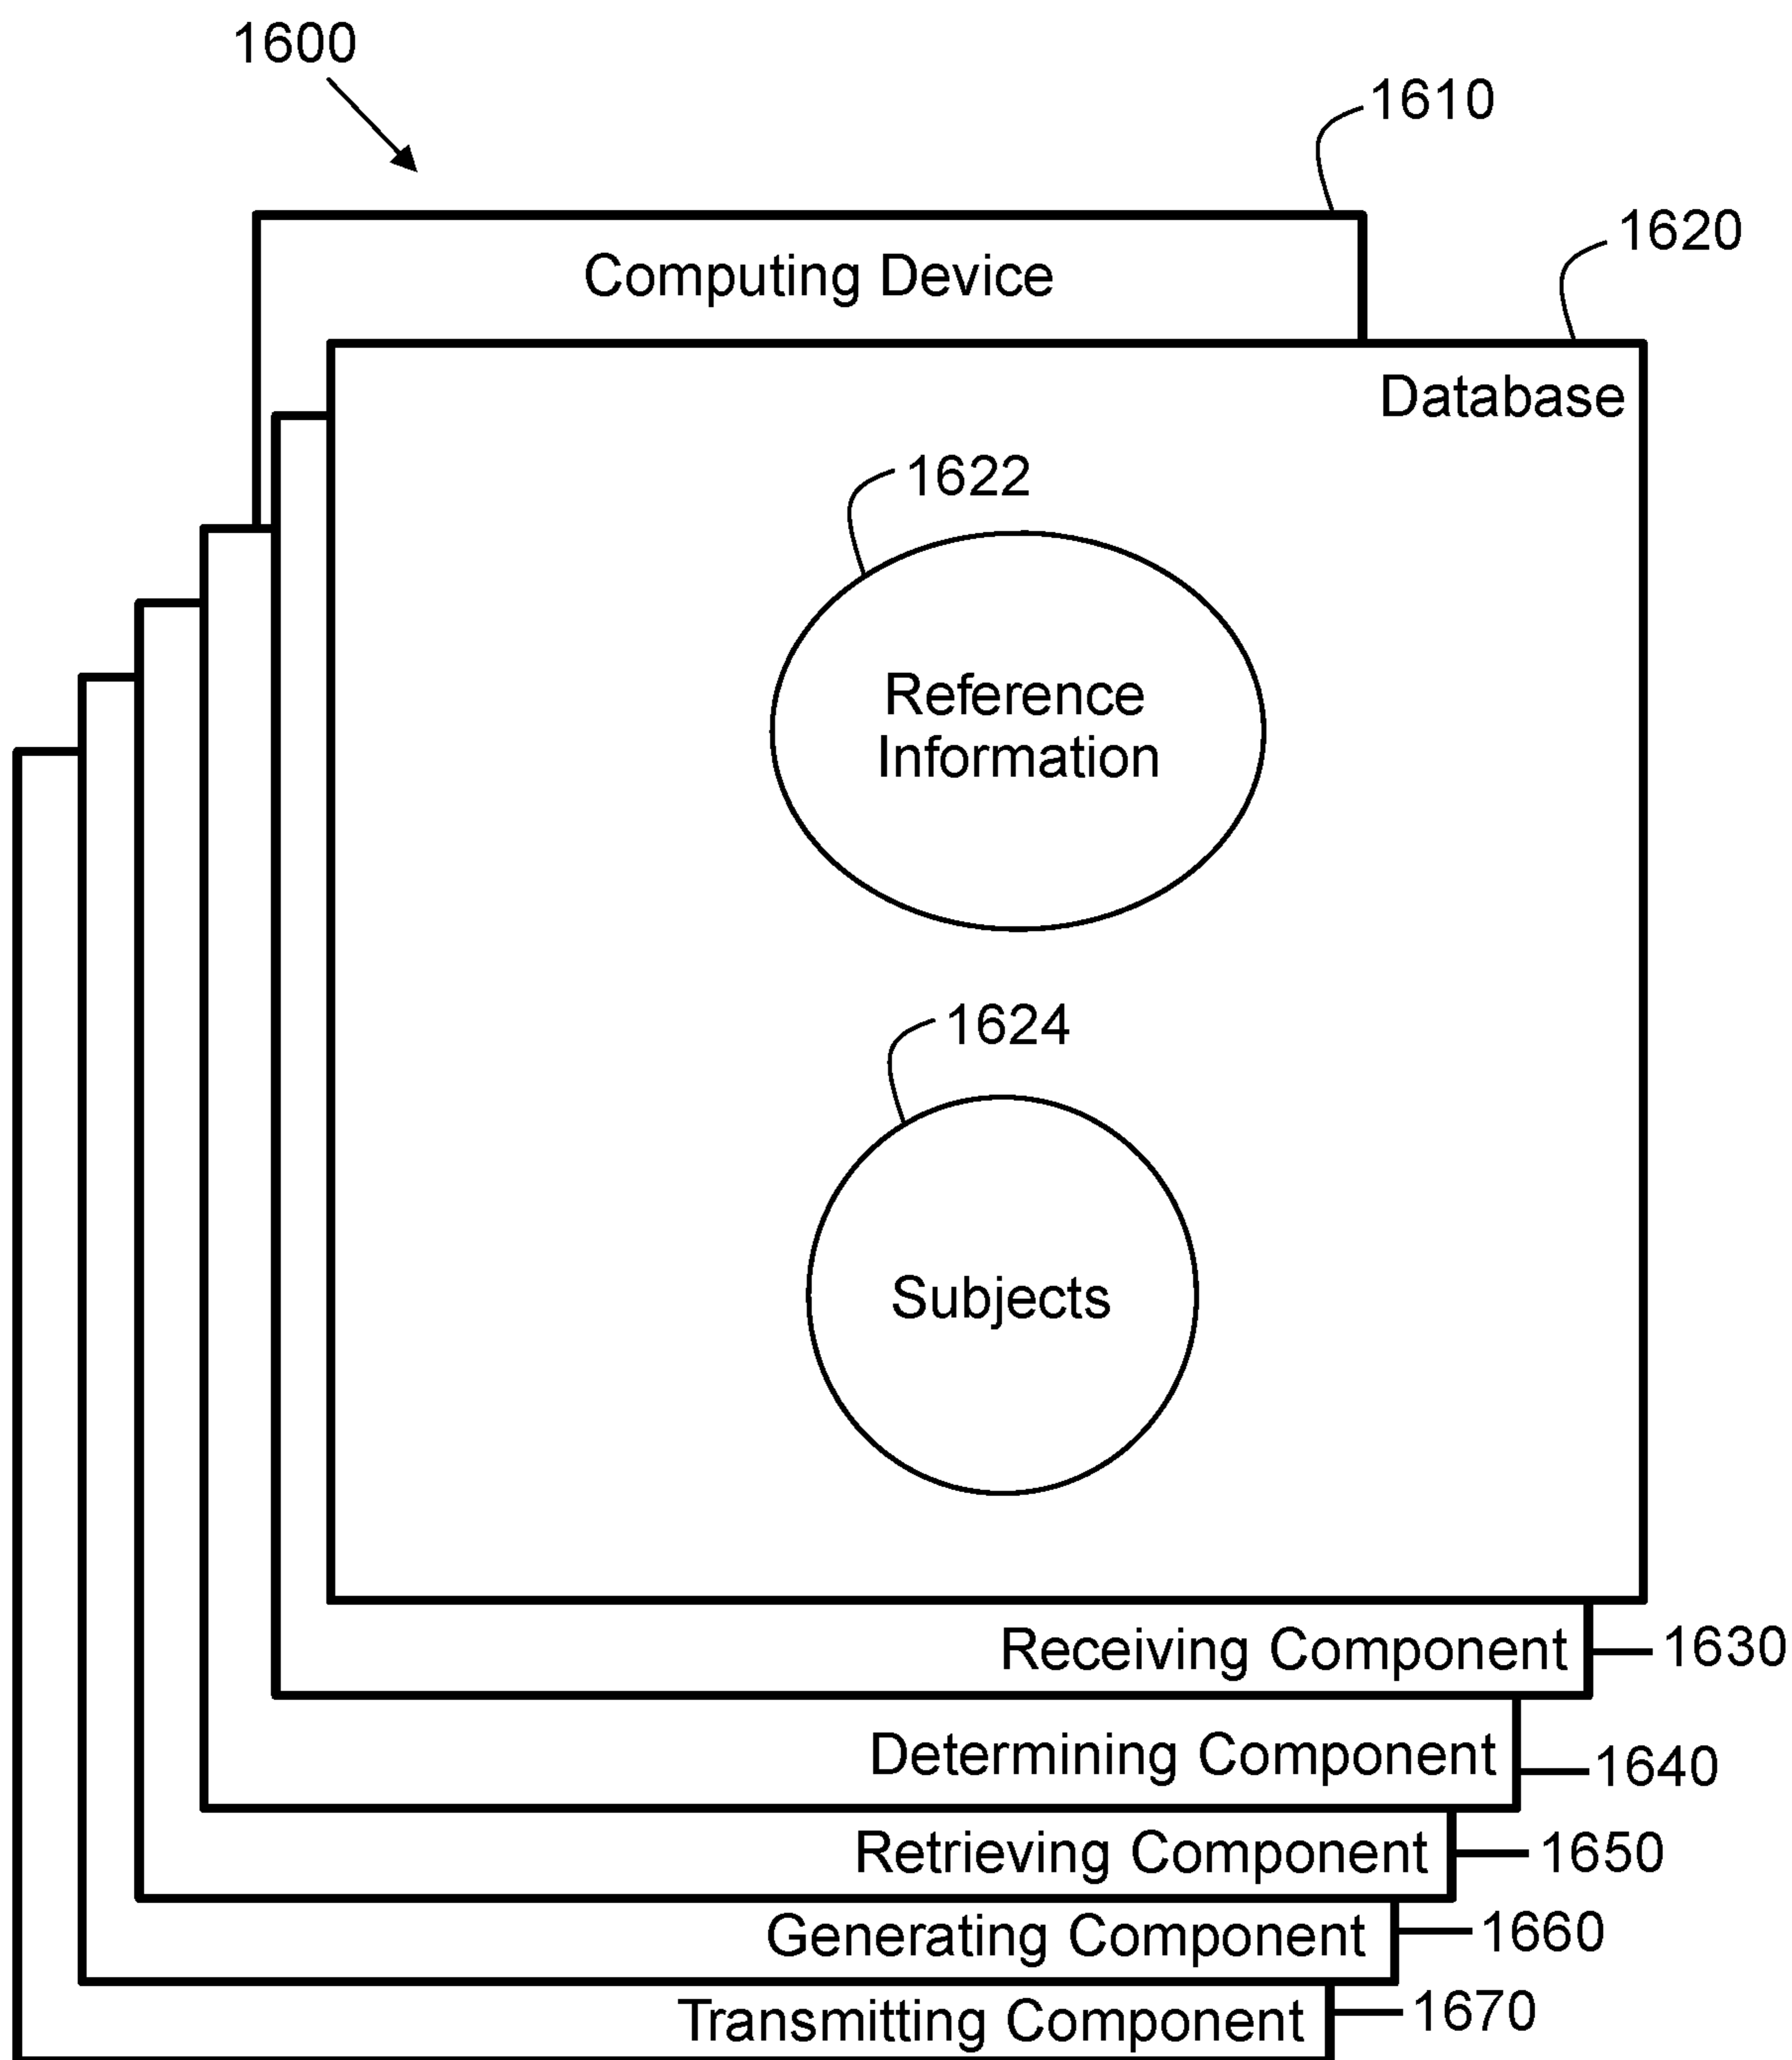 1600
1610
Computing Device
1620
Database
1622
Reference
Information
1624
Subjects
Receiving Component
1630
Determining Component
1640
Retrieving Component
1650
Generating Component
1660
Transmitting Component
1670